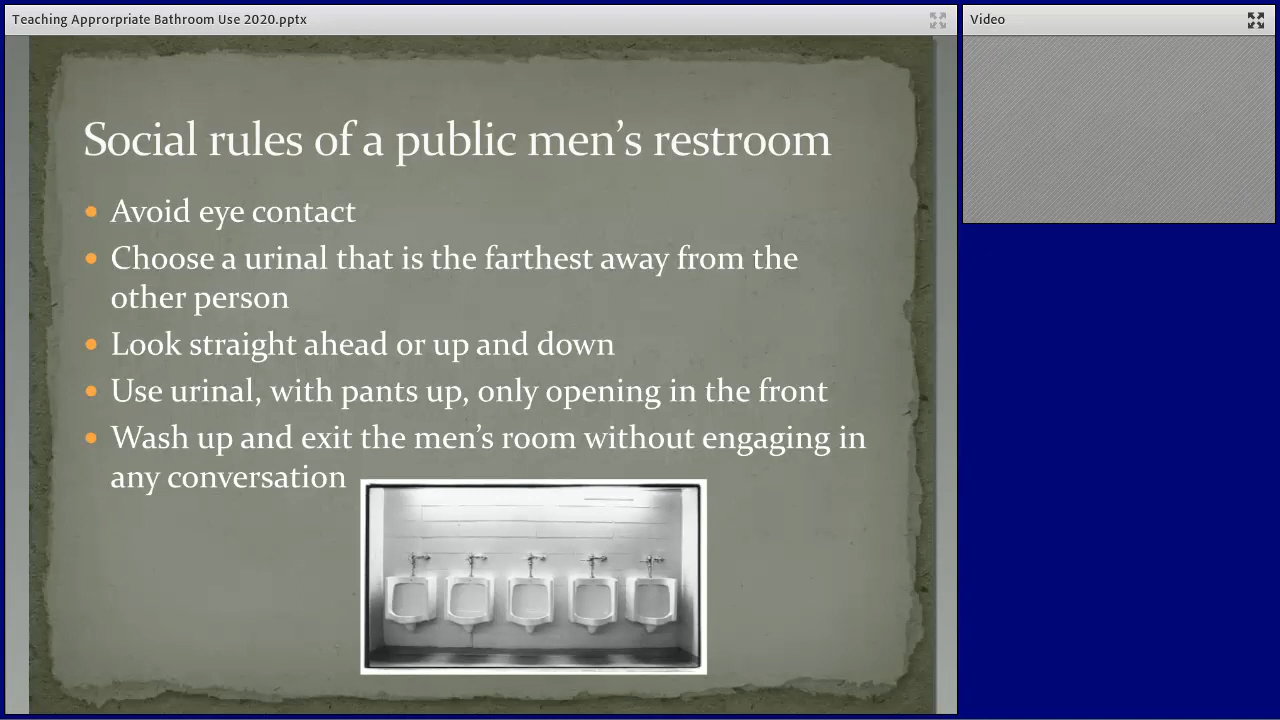 Teaching Approrpriate Bathroom Use 2020.pptx
Video
Social rules of a public men’s restroom
• Avoid eye contact
• Choose a urinal that is the farthest away from the
other person
• Look straight ahead or up and down
• Use urinal, with pants up, only opening in the front
• Wash up and exit the men’s room without engaging in
any conversation